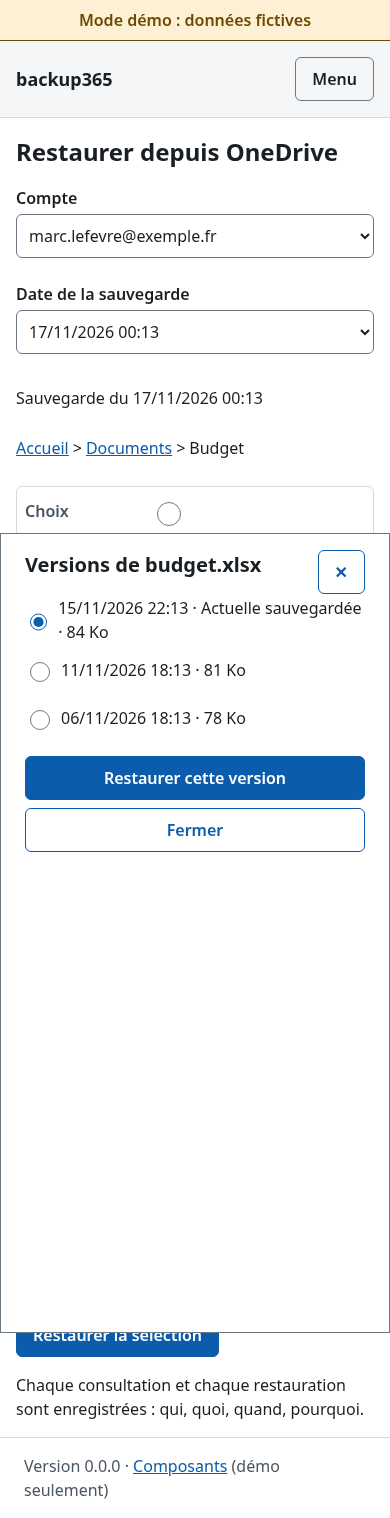 Mode démo : données fictives
backup365
Menu
Restaurer depuis OneDrive
Compte
marc.lefevre@exemple.fr
Date de la sauvegarde
17/11/2026 00:13
Sauvegarde du 17/11/2026 00:13
Accueil > Documents > Budget
Choix
Versions de budget.xlsx
×
15/11/2026 22:13 · Actuelle sauvegardée
· 84 Ko
11/11/2026 18:13 · 81 Ko
06/11/2026 18:13 · 78 Ko
Restaurer cette version
Fermer
Restaurer la sélection
Chaque consultation et chaque restauration
sont enregistrées : qui, quoi, quand, pourquoi.
Version 0.0.0 · Composants (démo
seulement)